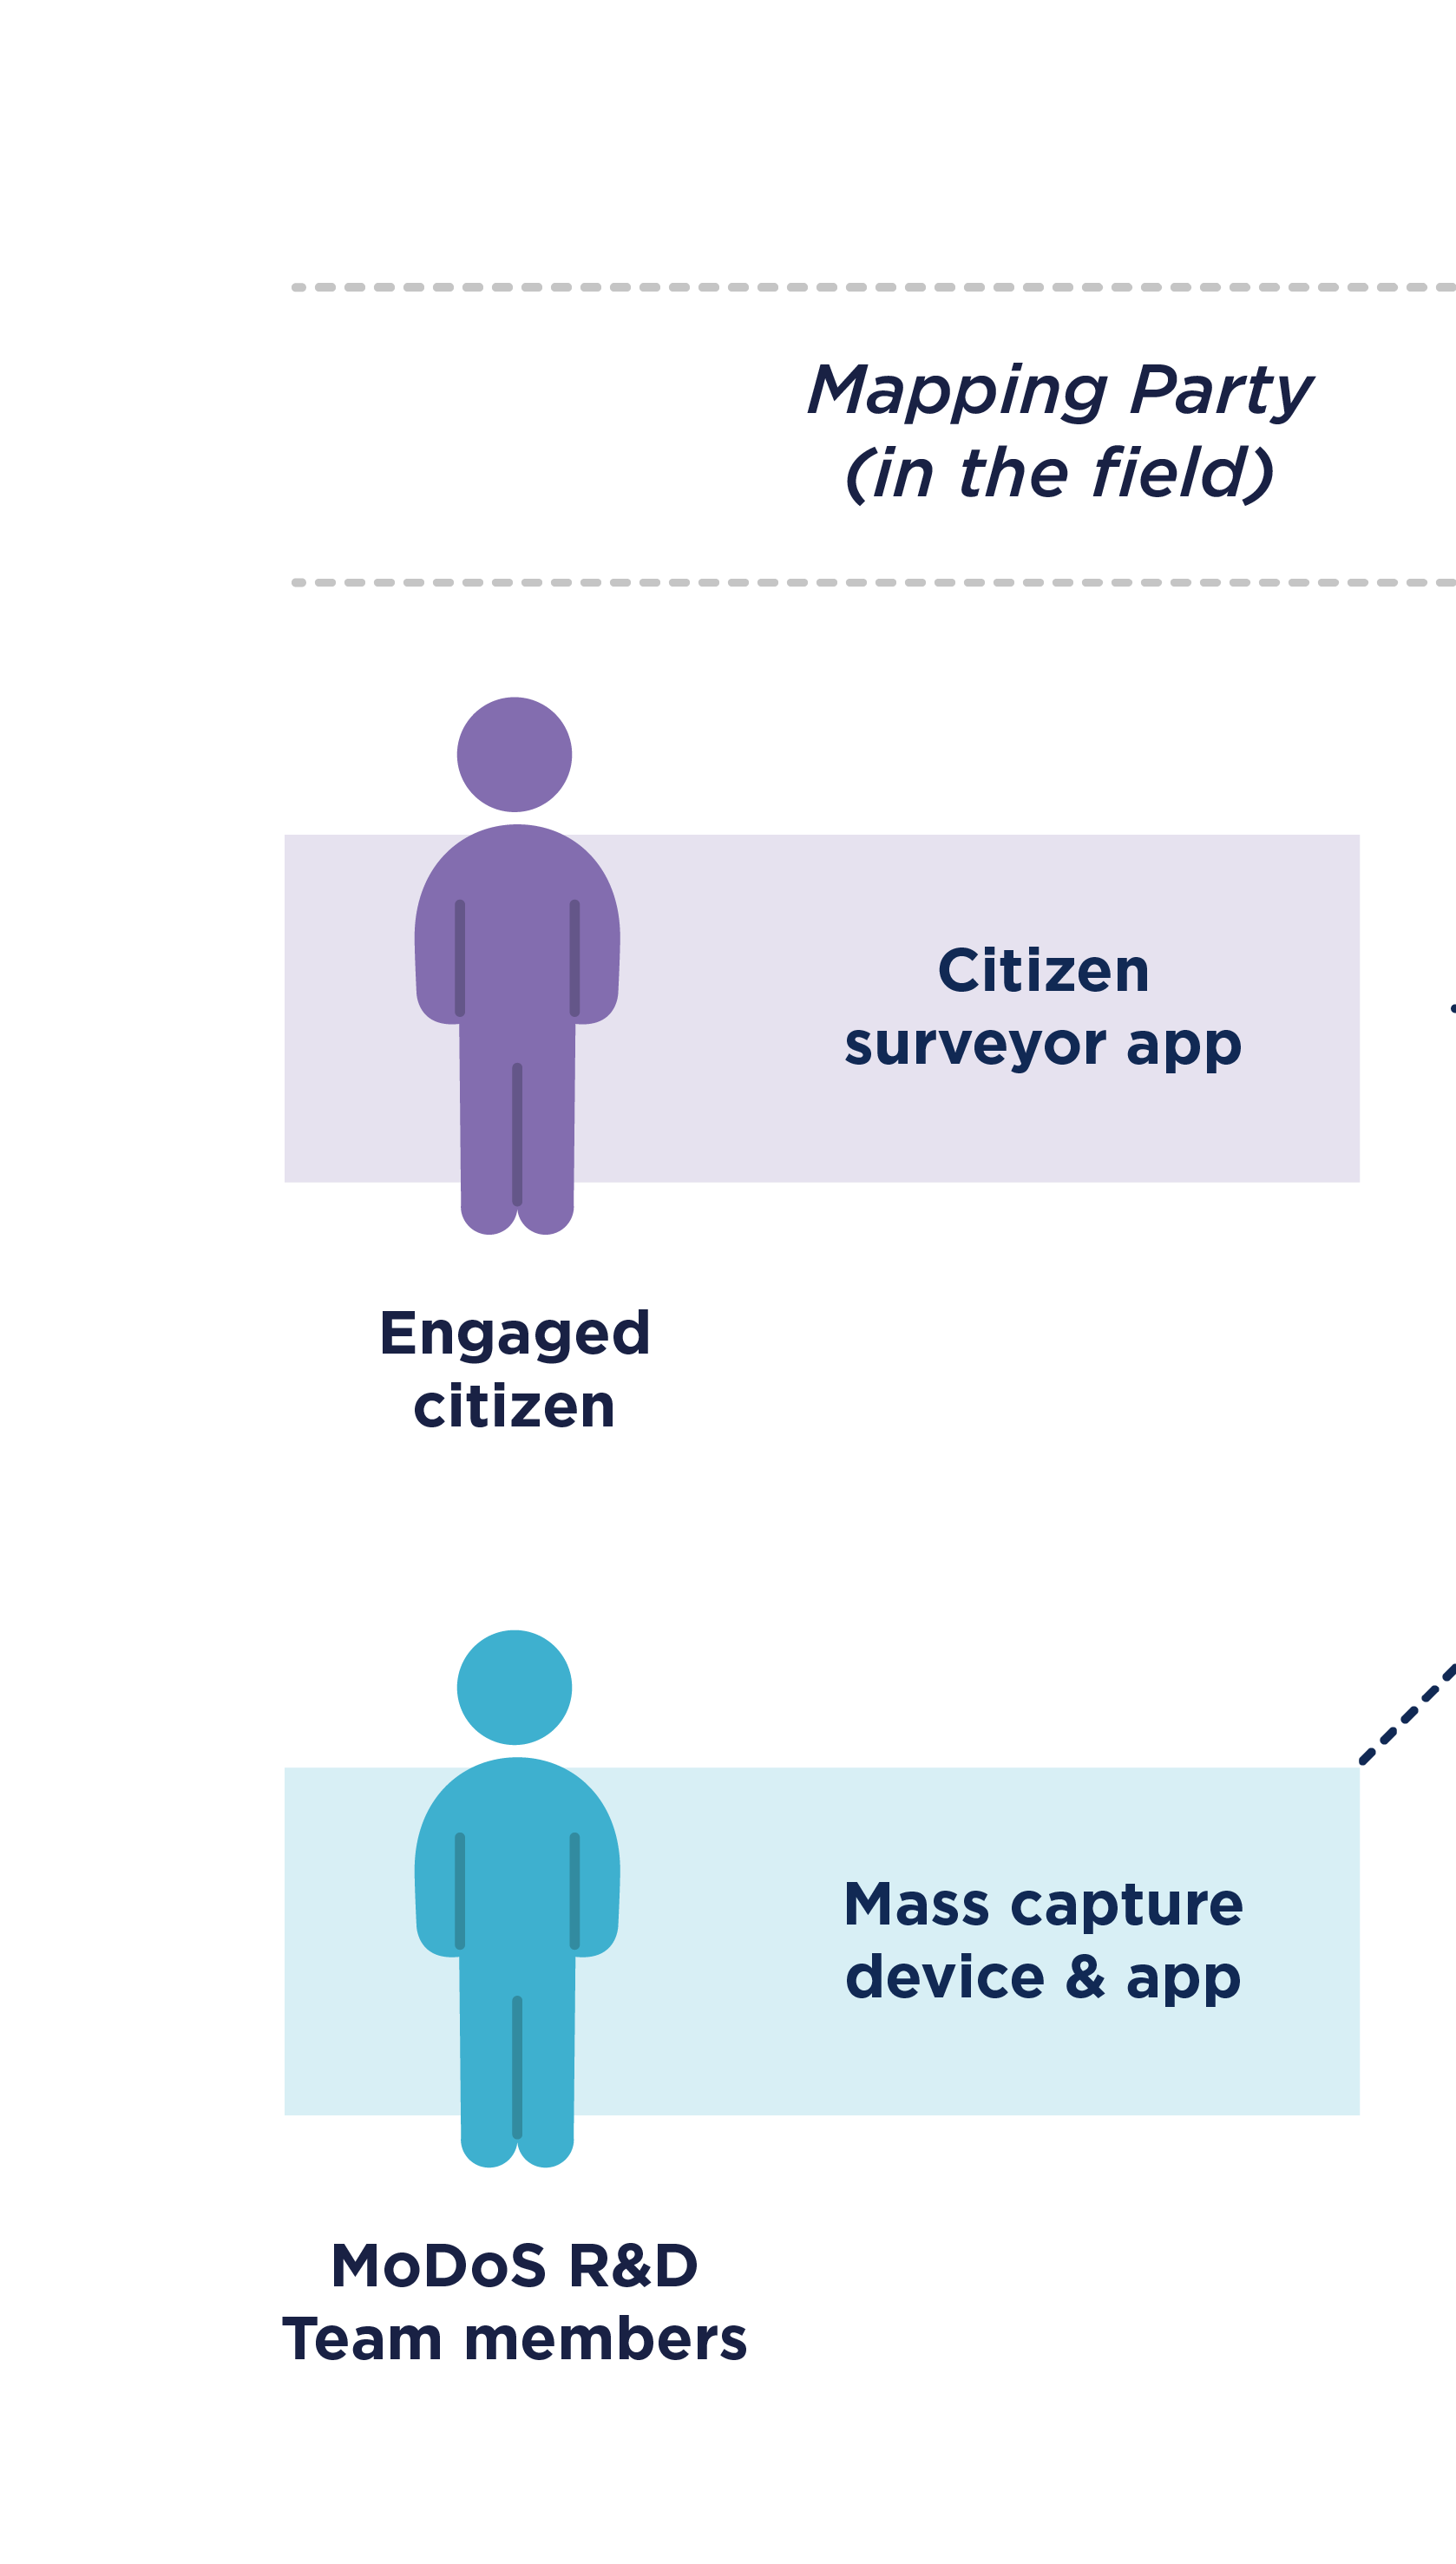 Mapping Party
(in the field)
Citizen
surveyor app
Engaged
citizen
Mass capture
device & app
MoDoS R&D
Team members